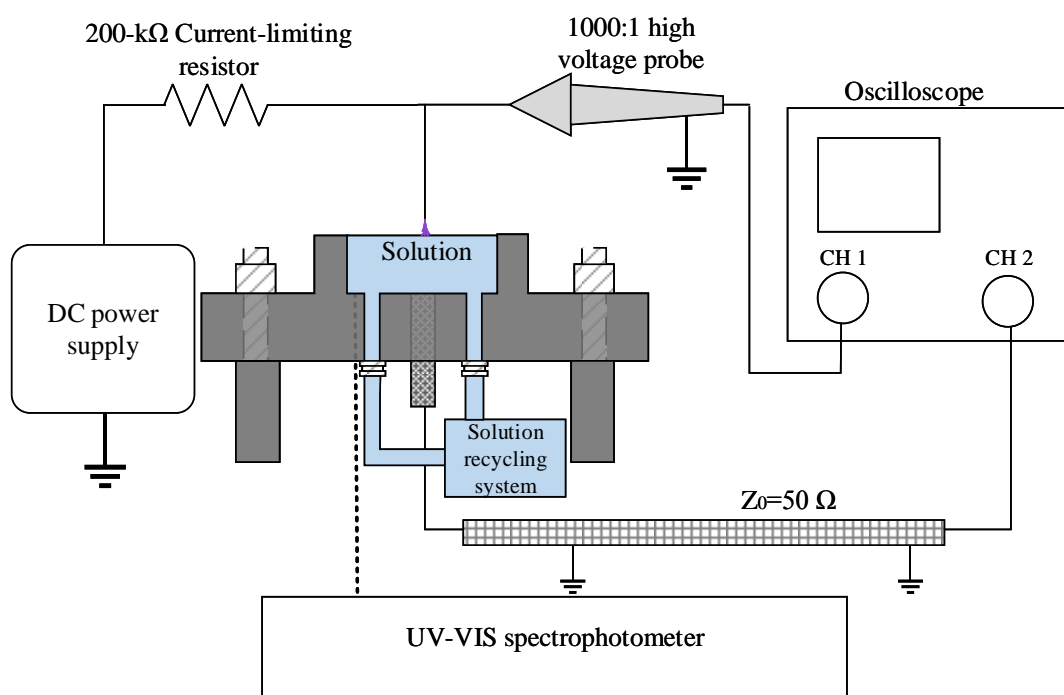 200-kΩ Current-limiting
resistor
1000:1 high
voltage probe
Oscilloscope
Solution
CH 1
CH 2
DC power
supply
Solution
recycling
system
Z0=50 Ω
UV-VIS spectrophotometer